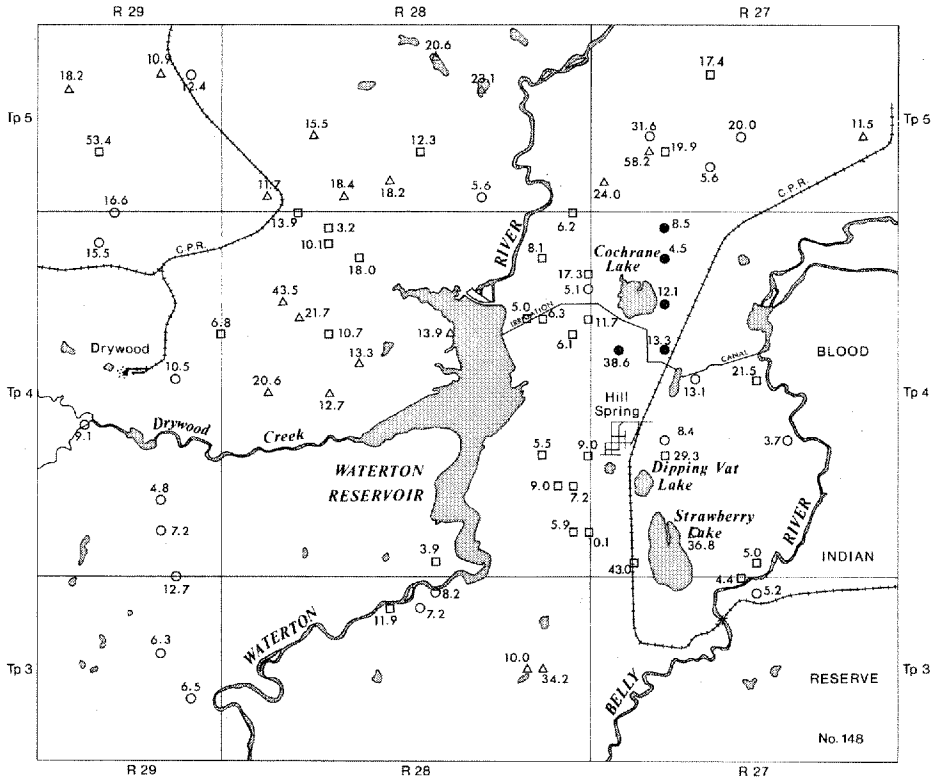 R 29
R 28
R 27
20.6
10.9
17.4
18.2
12.4
23.1
Tp 5
Tp 5
15.5
31.6
20.0
11.5
53.4
12.3
19.9
58.2
5.6
C.P.R.
11.7
18.4
18.2
5.6
24.0
16.6
13.9
6.2
3.2
8.5
15.5
C.P.R.
10.1
RIVER
8.1
Cochrane
Lake
4.5
18.0
17.3
5.1
43.5
12.1
21.7
5.0
IRRIGATION
6.3
11.7
6.8
10.7
13.9
6.1
13.3
Drywood
13.3
38.6
CANAL
BLOOD
10.5
13.1
21.5
Tp 4
20.6
12.7
Tp 4
Hill
Spring
9.1
Drywood
Creek
8.4
3.7
5.5
9.0
29.3
WATERTON
RESERVOIR
Dipping Vat
Lake
4.8
9.0
7.2
7.2
5.9
10.1
Strawberry
Lake
36.8
RIVER
3.9
43.0
5.0
INDIAN
12.7
4.4
8.2
5.2
11.9
7.2
WATERTON
6.3
Tp 3
10.0
34.2
Tp 3
RESERVE
6.5
BELLY
No. 148
R 29
R 28
R 27